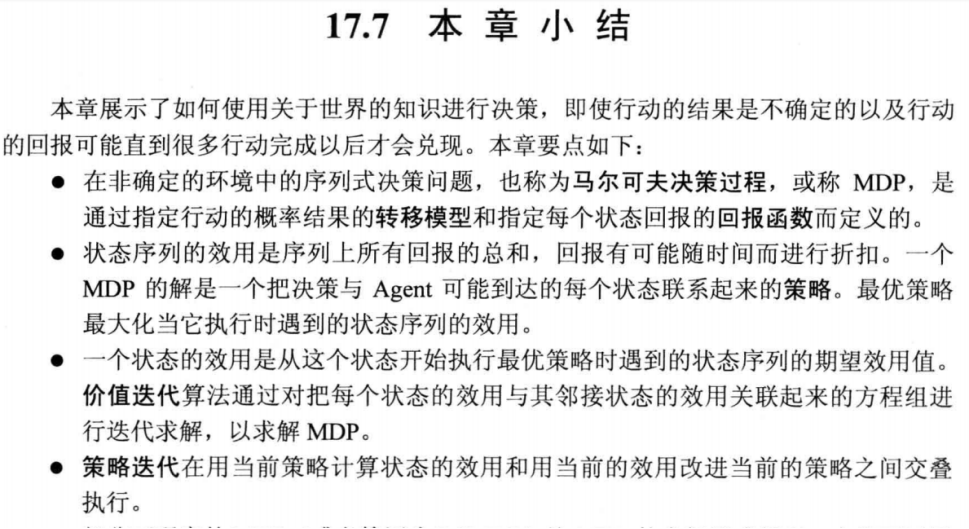 17.7 本章小结
本章展示了如何使用关于世界的知识进行决策，即使行动的结果是不确定的以及行动
的回报可能直到很多行动完成以后才会兑现。本章要点如下：
● 在非确定的环境中的序列式决策问题，也称为马尔可夫决策过程，或称 MDP，是
通过指定行动的概率结果的转移模型和指定每个状态回报的回报函数而定义的。
● 状态序列的效用是序列上所有回报的总和，回报有可能随时间而进行折扣。一个
MDP 的解是一个把决策与 Agent 可能到达的每个状态联系起来的策略。最优策略
最大化当它执行时遇到的状态序列的效用。
● 一个状态的效用是从这个状态开始执行最优策略时遇到的状态序列的期望效用值。
价值迭代算法通过对把每个状态的效用与其邻接状态的效用关联起来的方程组进
行迭代求解，以求解 MDP。
● 策略迭代在用当前策略计算状态的效用和用当前的效用改进当前的策略之间交叠
执行。